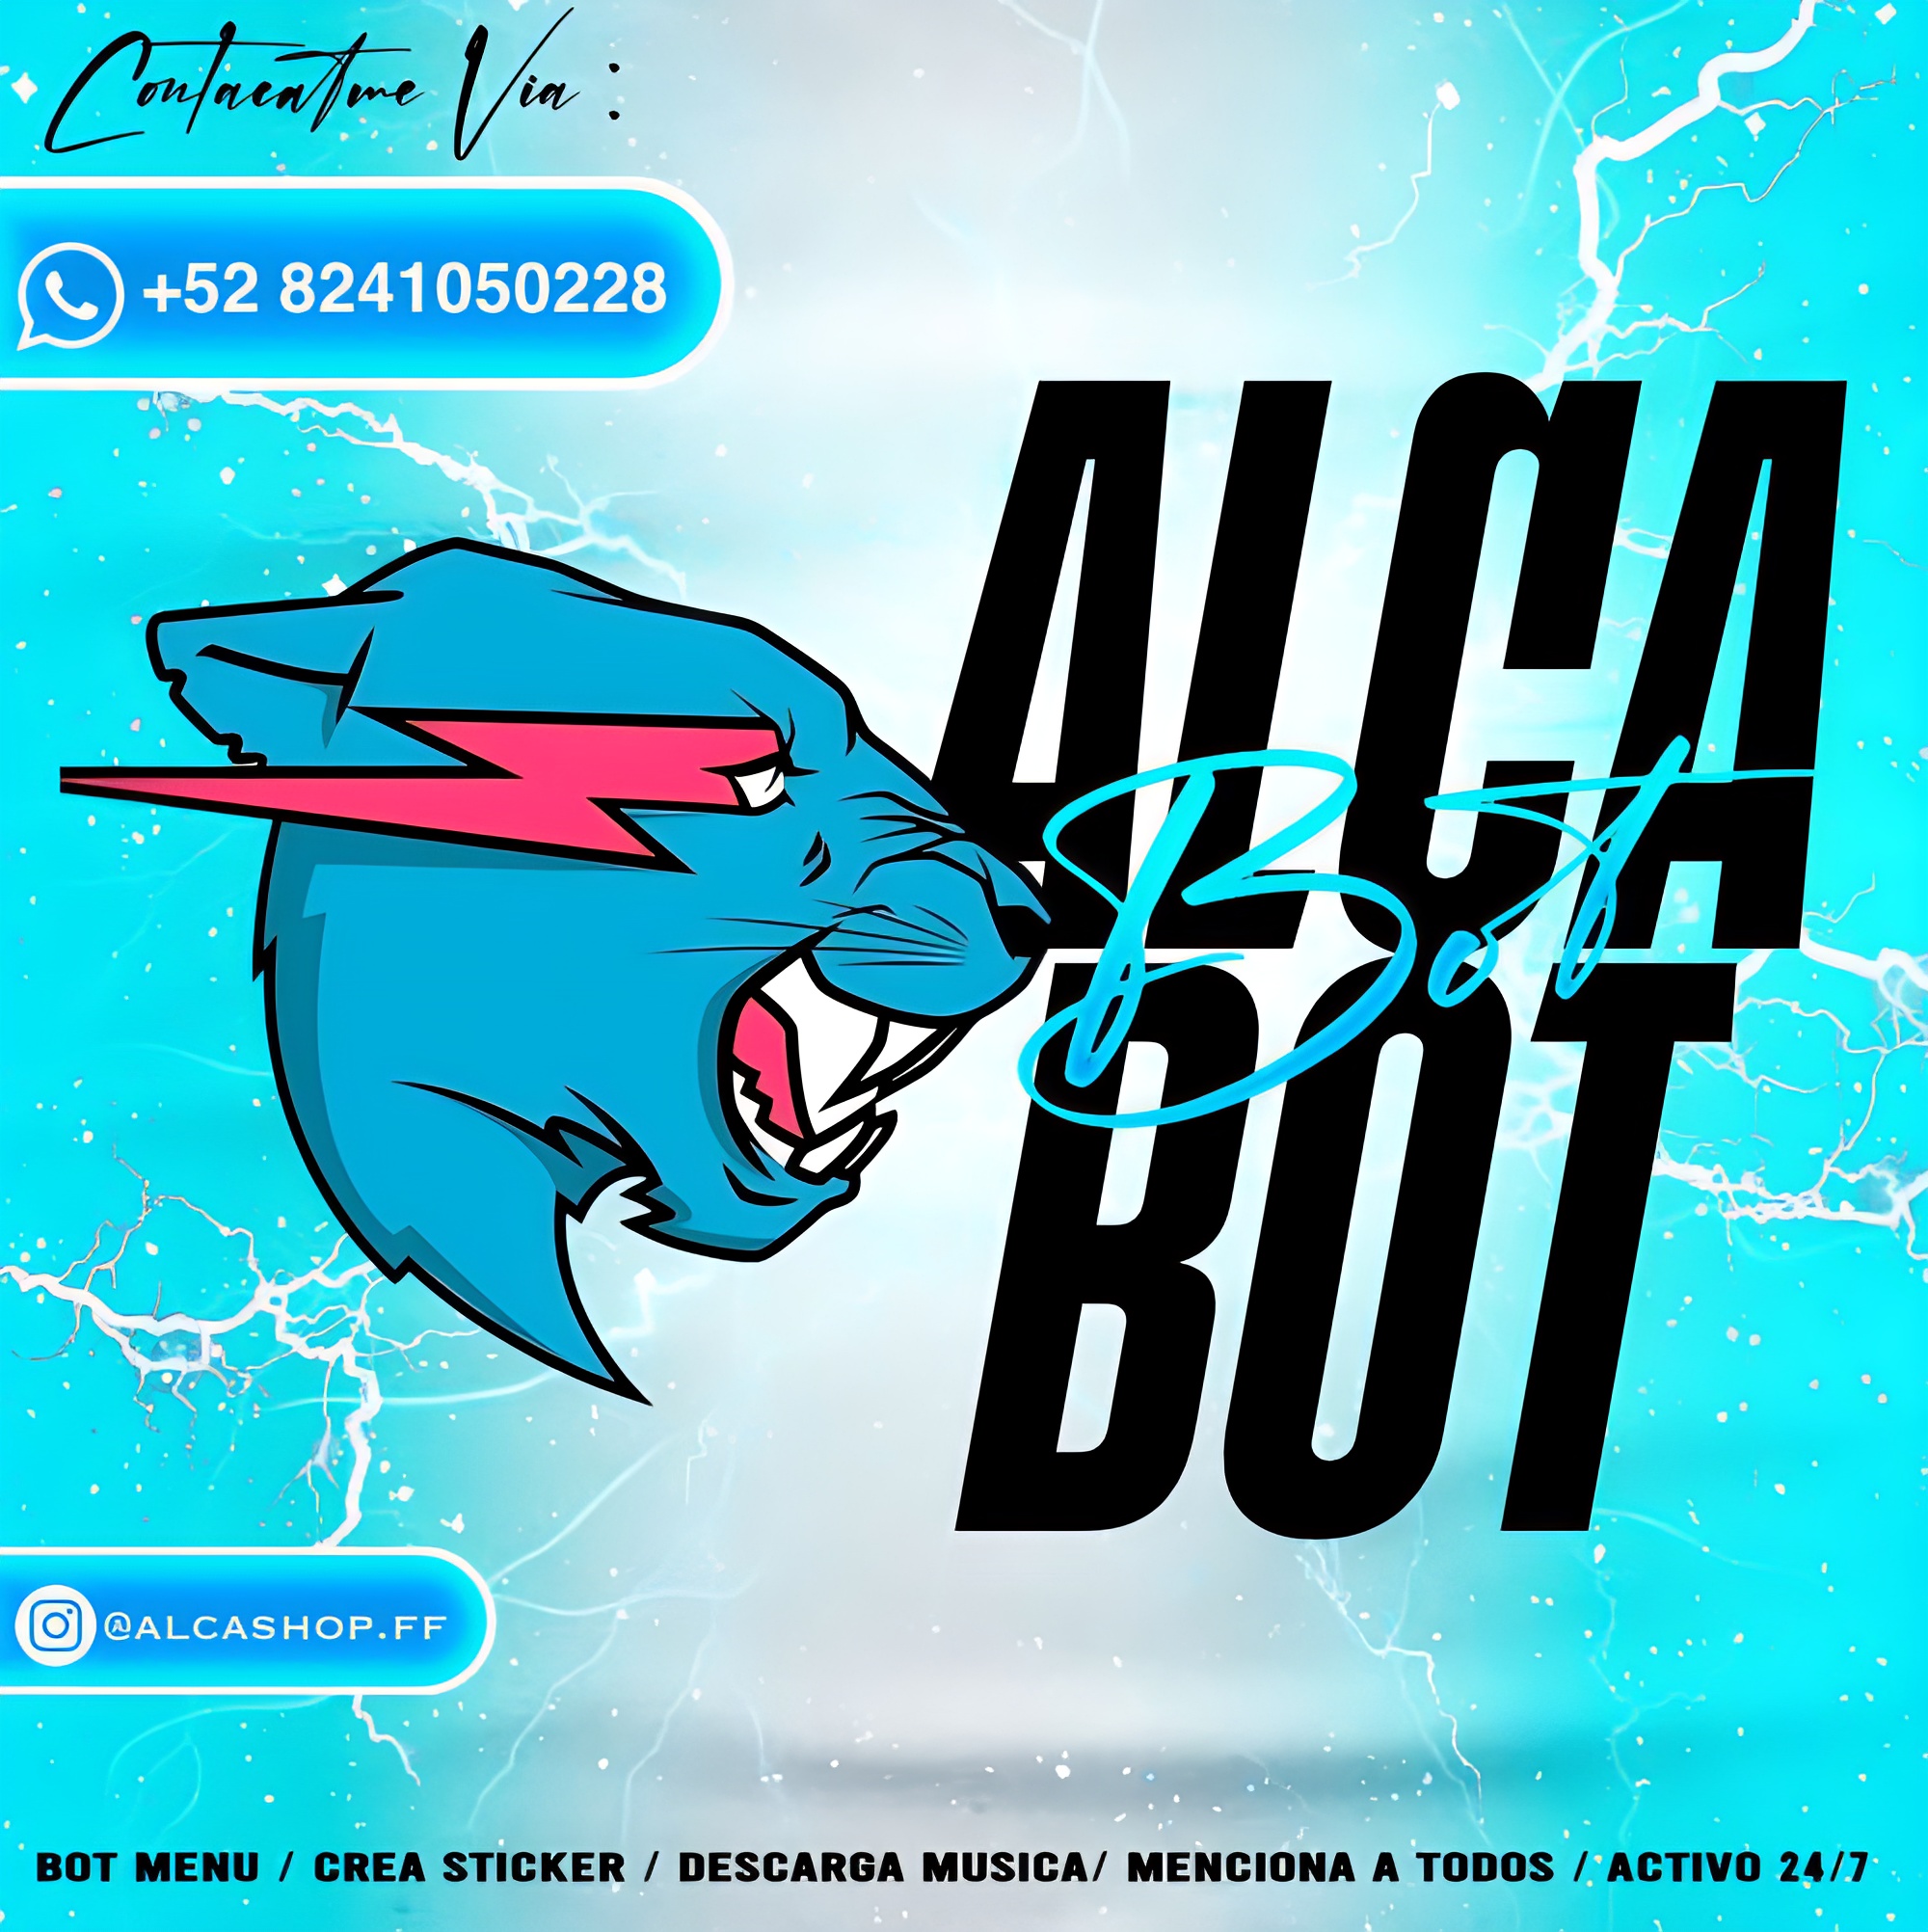 Contacatme Via :
+52 8241050228
ALCA
Bot
BOT
@ALCASHOP.FF
BOT MENU / CREA STICKER / DESCARGA MUSICA/ MENCIONA A TODOS / ACTIVO 24/7